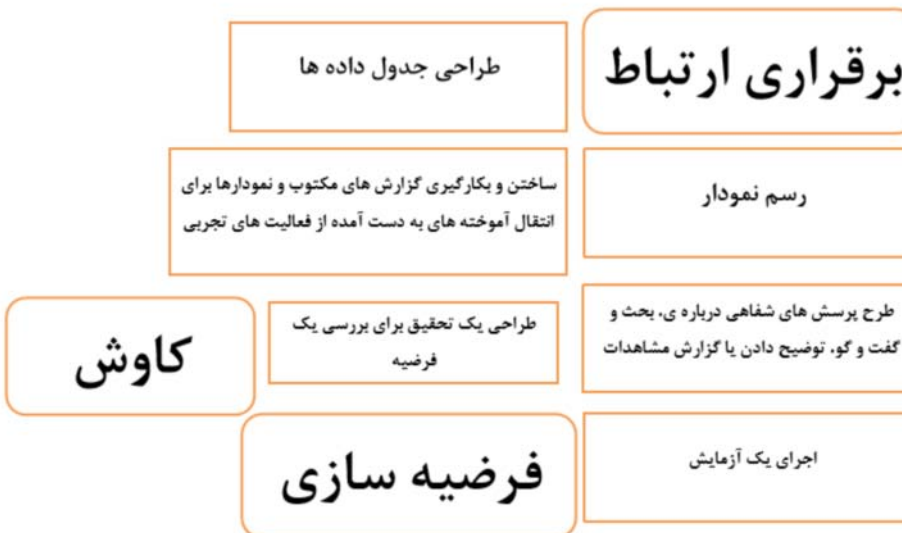 برقراری ارتباط
طراحی جدول داده ها
رسم نمودار
ساختن و بکارگیری گزارش های مکتوب و نمودارها برای
انتقال آموخته های به دست آمده از فعالیت های تجربی
طرح پرسش های شفاهی درباره ی، بحث و
گفت و گو، توضیح دادن یا گزارش مشاهدات
طراحی یک تحقیق برای بررسی یک
فرضیه
کاوش
اجرای یک آزمایش
فرضیه سازی